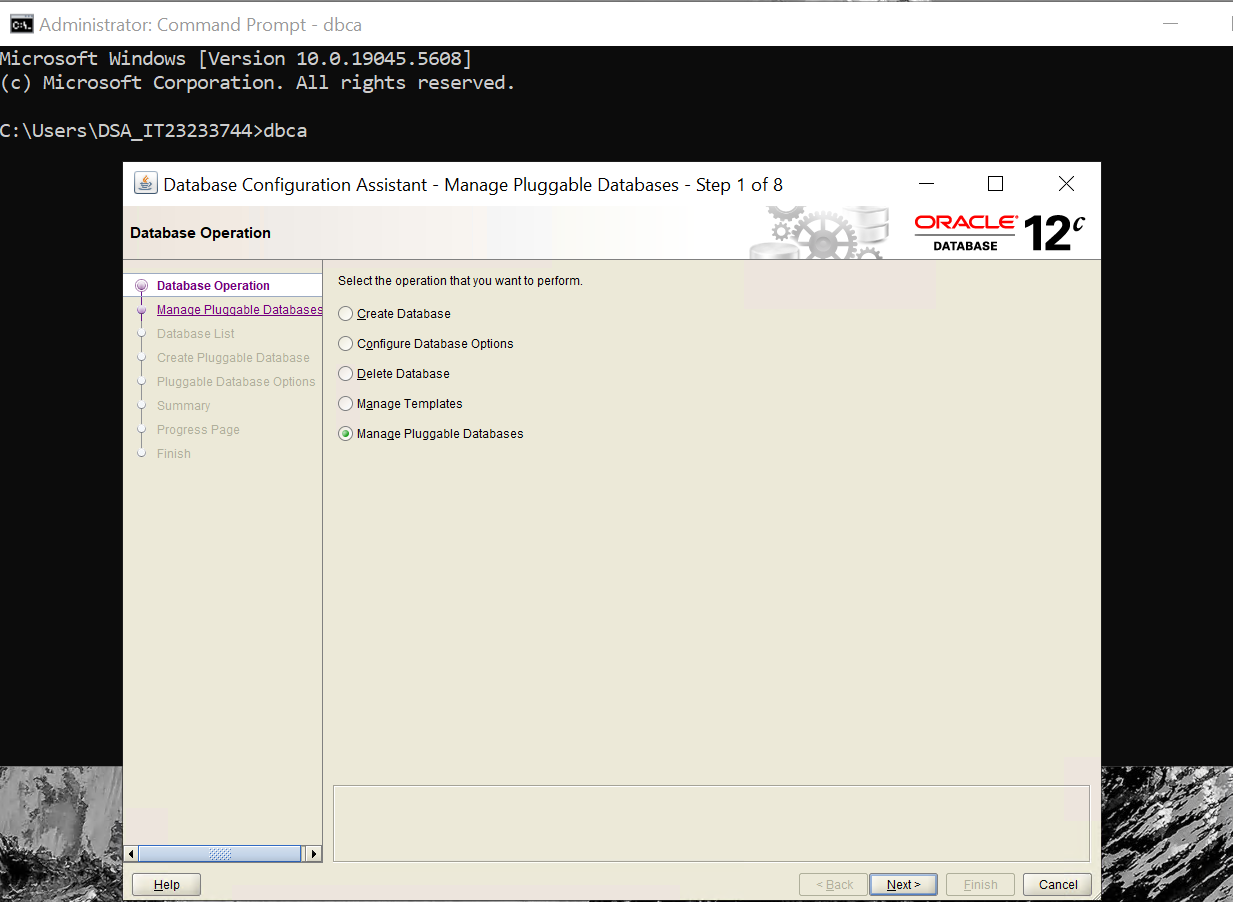 Administrator: Command Prompt - dbca
Microsoft Windows [Version 10.0.19045.5608]
(c) Microsoft Corporation. All rights reserved.
C:\Users\DSA_IT23233744>dbca
Database Configuration Assistant - Manage Pluggable Databases - Step 1 of 8
Database Operation
ORACLE
DATABASE
12c
Database Operation
Manage Pluggable Databases
Database List
Create Pluggable Database
Pluggable Database Options
Summary
Progress Page
Finish
Select the operation that you want to perform.
Create Database
Configure Database Options
Delete Database
Manage Templates
Manage Pluggable Databases
Help
< Back
Next >
Finish
Cancel